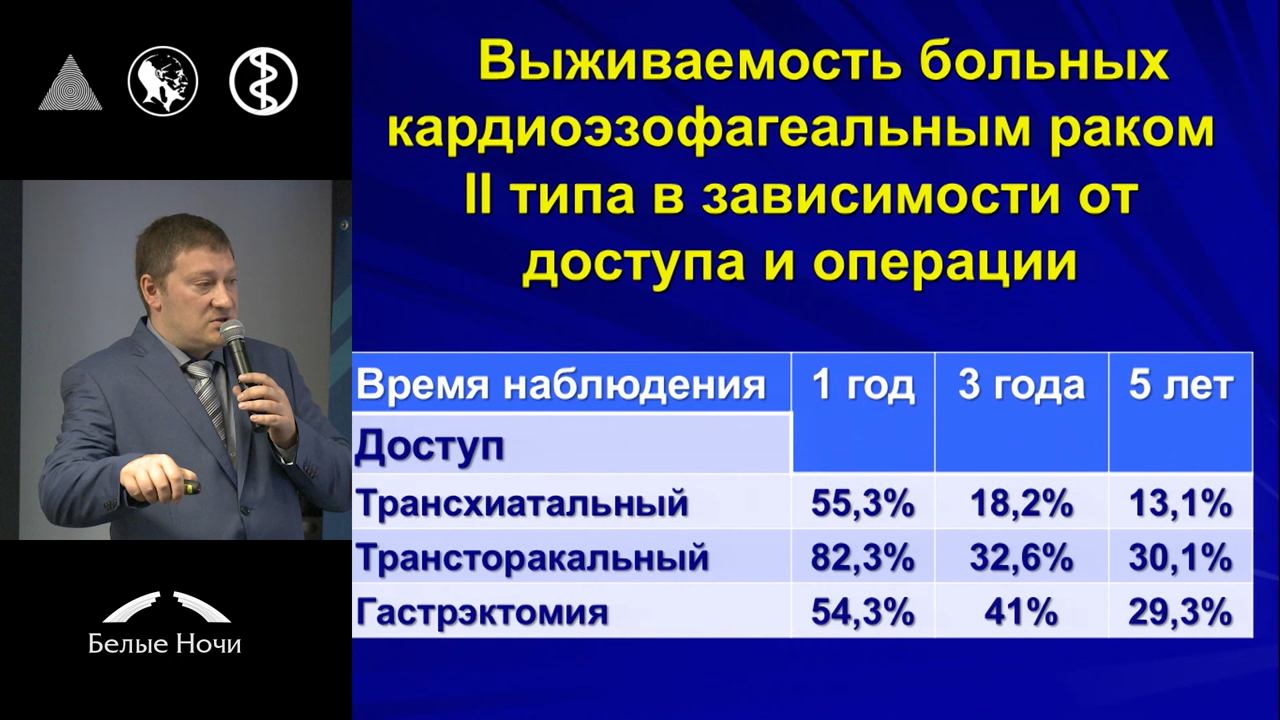 Выживаемость больных
кардиоэзофагеальным раком
II типа в зависимости от
доступа и операции
Время наблюдения 1 год 3 года 5 лет
Доступ
Трансхиатальный 55,3% 18,2% 13,1%
Трансторакальный 82,3% 32,6% 30,1%
Гастрэктомия 54,3% 41% 29,3%
Белые Ночи